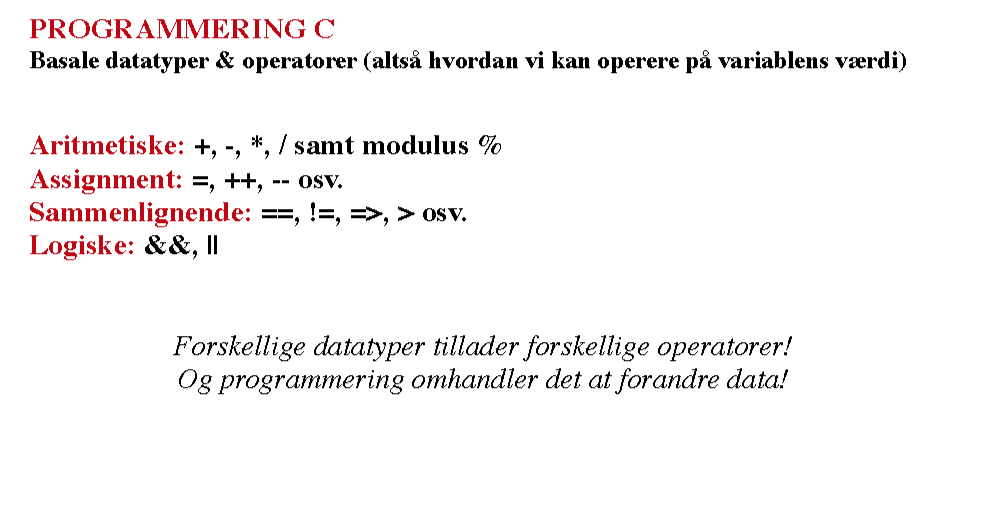 PROGRAMMERING C
Basale datatyper & operatorer (altså hvordan vi kan operere på variablens værdi)
Aritmetiske: +, -, *, / samt modulus %
Assignment: =, ++, -- osv.
Sammenlignende: ==, !=, =>, > osv.
Logiske: &&, ||
Forskellige datatyper tillader forskellige operatorer!
Og programmering omhandler det at forandre data!